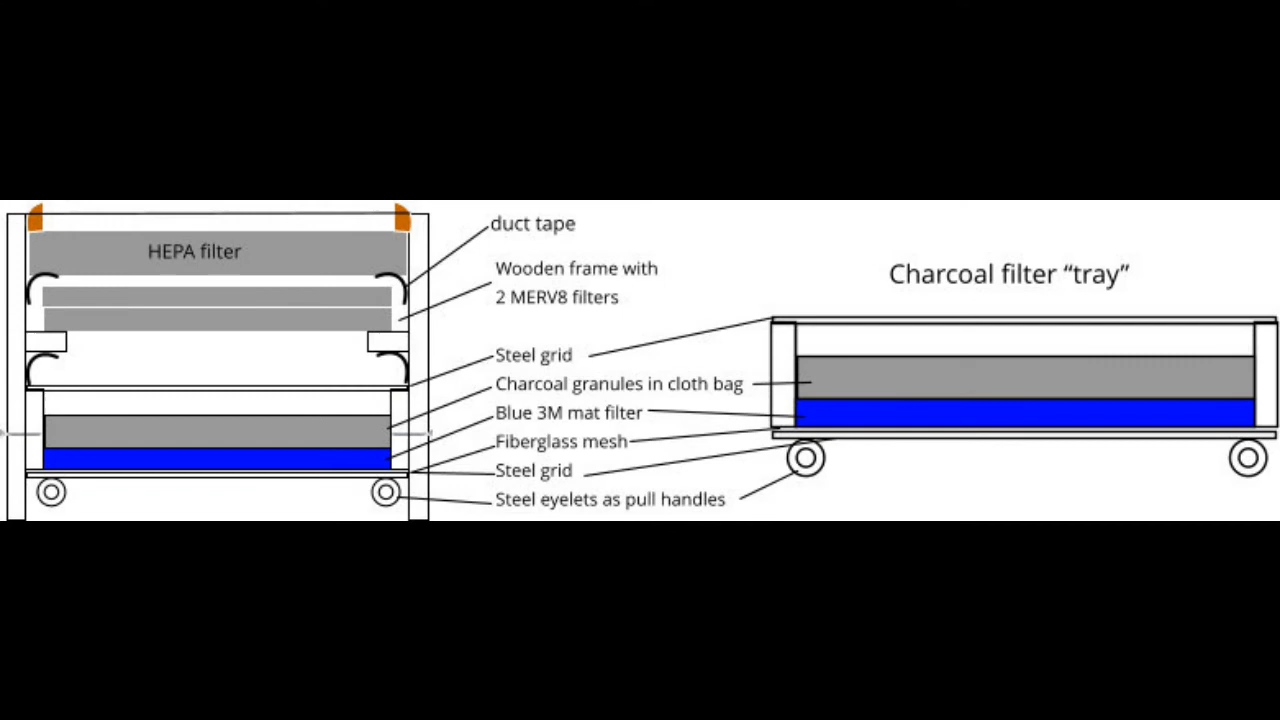 HEPA filter
duct tape
Wooden frame with
2 MERV8 filters
Steel grid
Charcoal granules in cloth bag
Blue 3M mat filter
Fiberglass mesh
Steel grid
Steel eyelets as pull handles
Charcoal filter “tray”